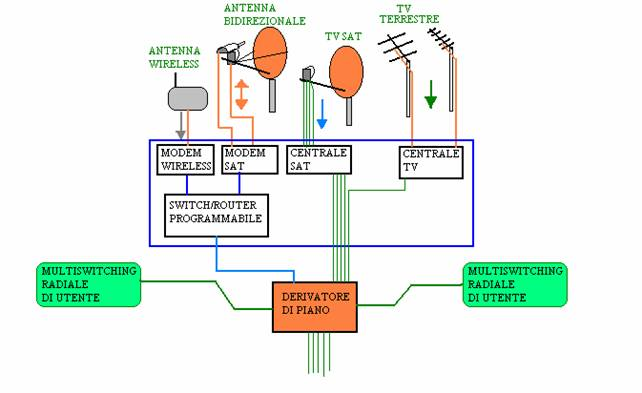 ANTENNA
BIDIREZIONALE
TV
TERRESTRE
TV SAT
ANTENNA
WIRELESS
MODEM
WIRELESS
MODEM
SAT
CENTRALE
SAT
CENTRALE
TV
SWITCH/ROUTER
PROGRAMMABILE
MULTISWITCHING
RADIALE
DI UTENTE
DERIVATORE
DI PIANO
MULTISWITCHING
RADIALE
DI UTENTE